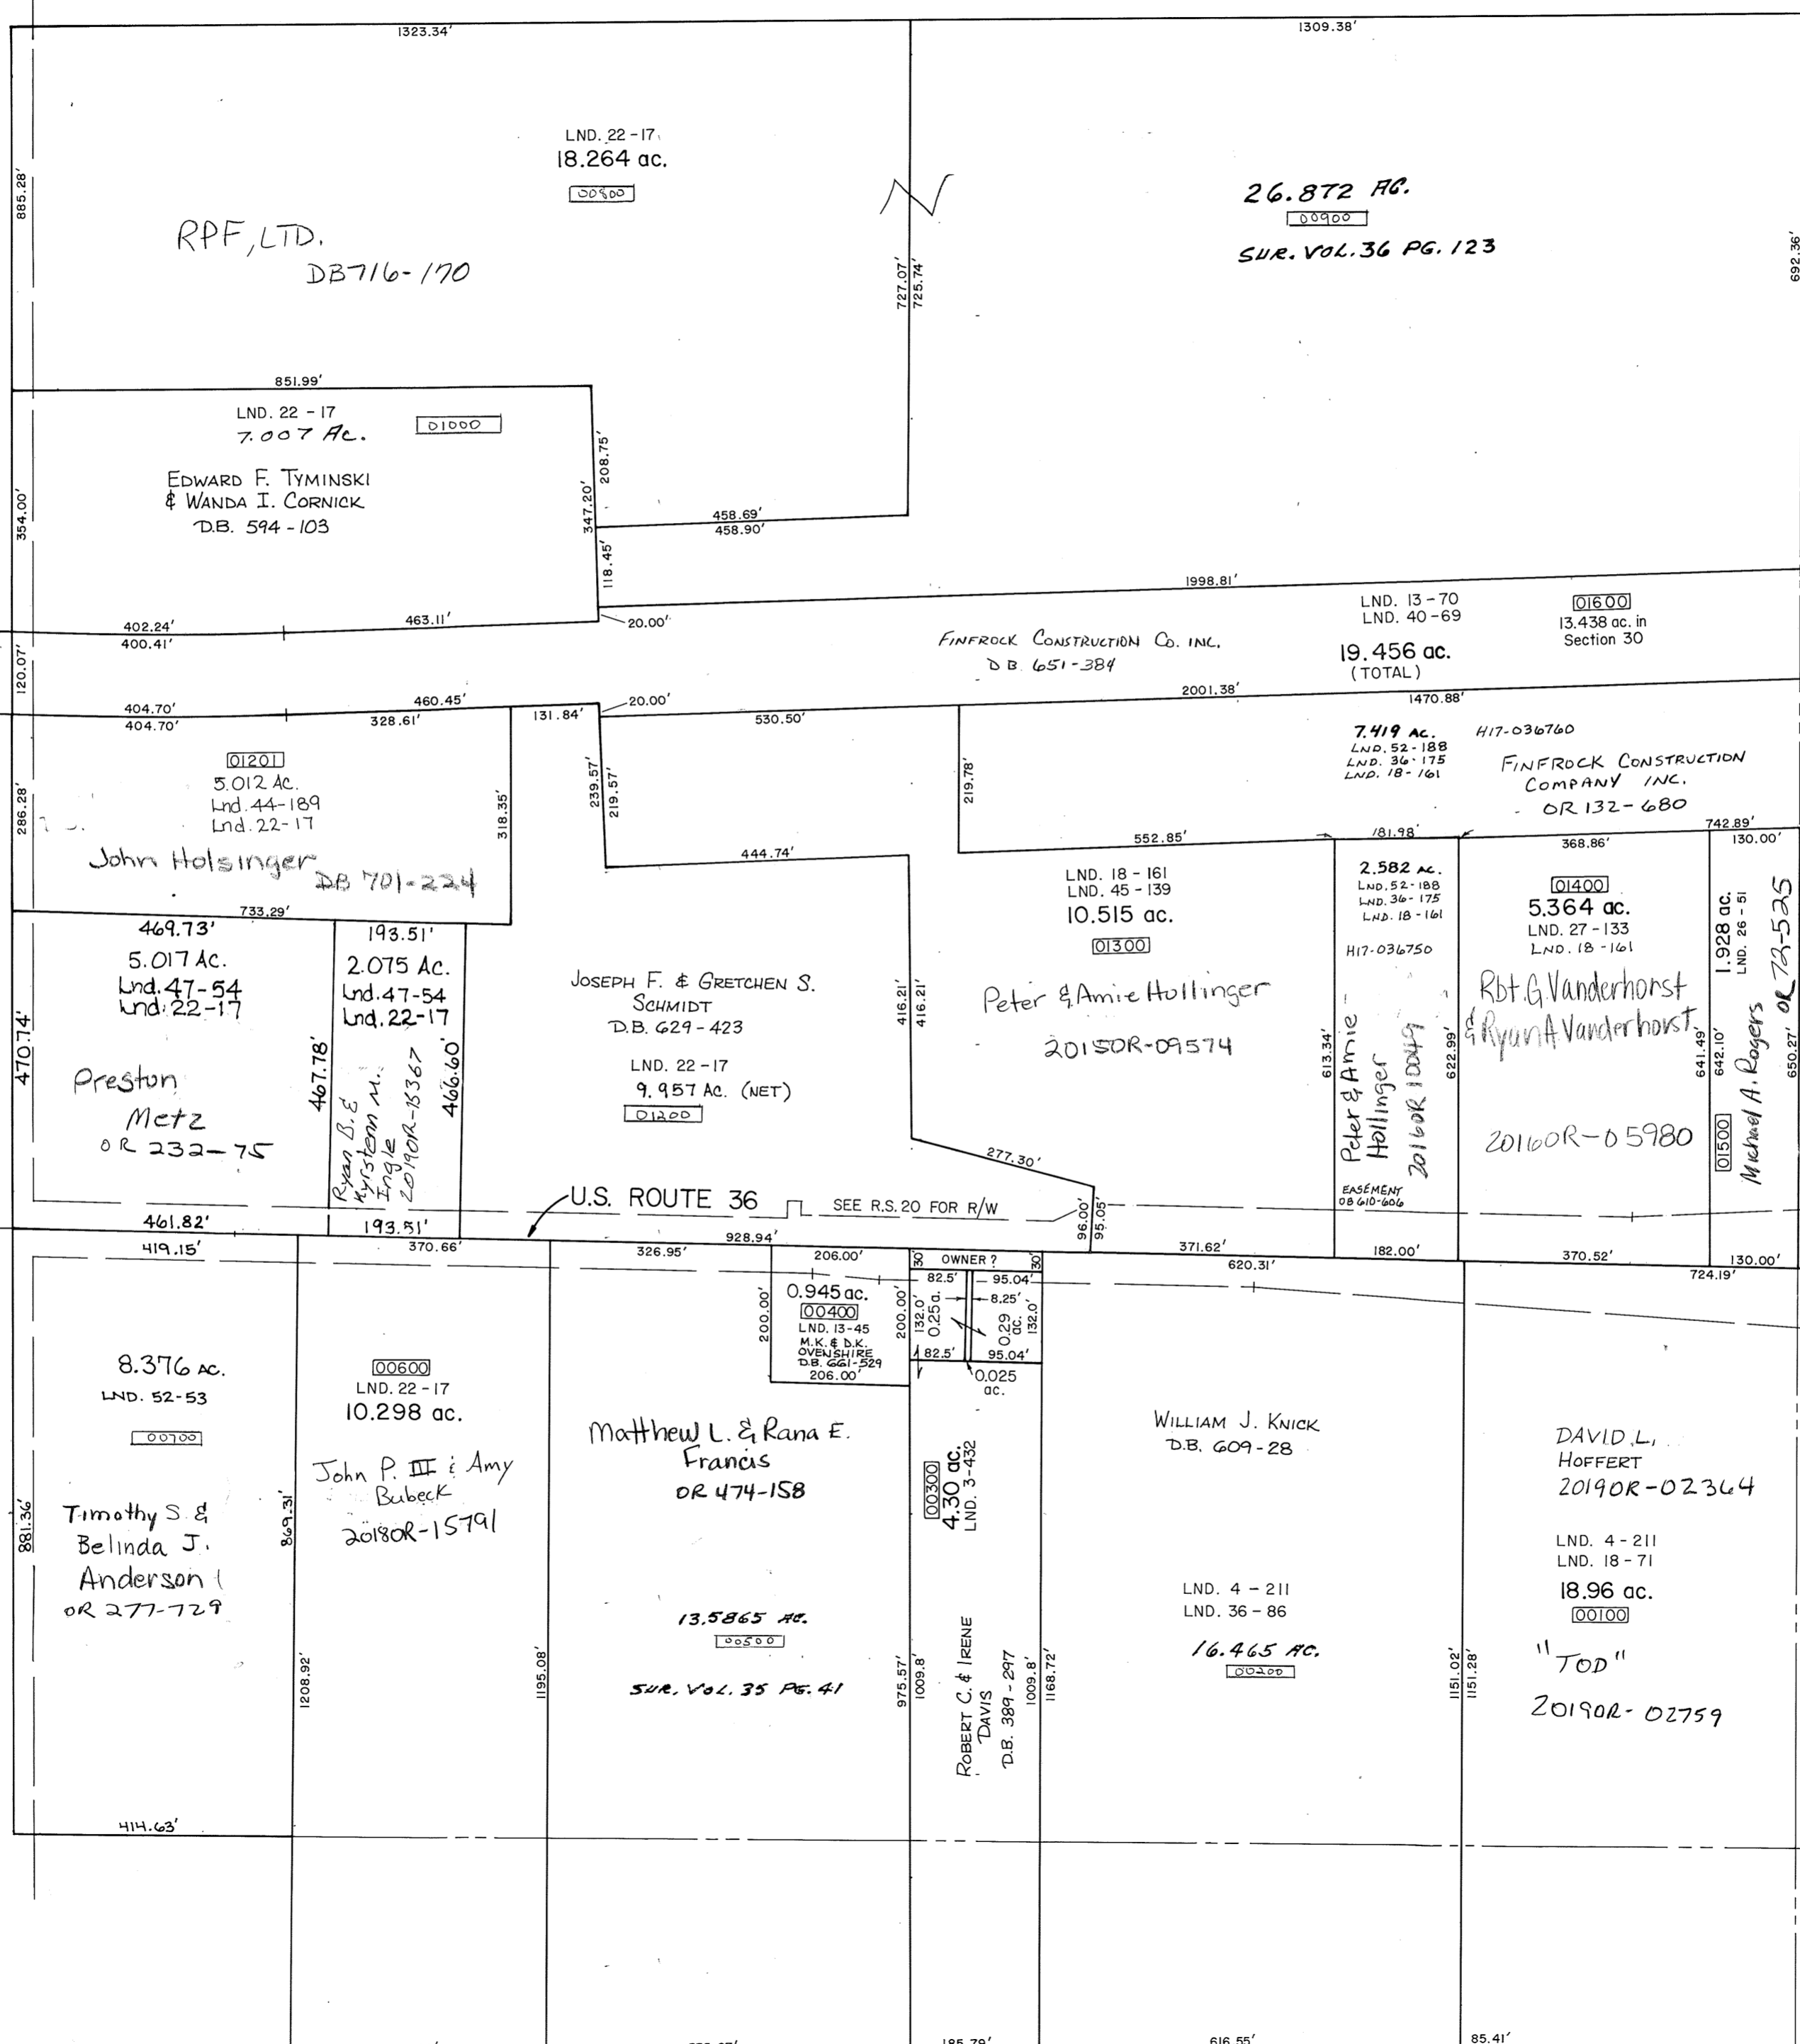 1323.34'
1309.38'
885.28'
LND. 22-17
18.264 ac.
00800
RPF, LTD.
DB716-170
727.07'
725.74'
26.872 AC.
00900
SUR. VOL. 36 PG. 123
692.36'
851.99'
LND. 22-17
7.007 AC.
01000
EDWARD F. TYMINSKI
& WANDA I. CORNICK
D.B. 594-103
354.00'
347.20'
208.75'
118.45'
458.69'
458.90'
402.24'
463.11'
20.00'
400.41'
120.07'
1998.81'
FINFROCK CONSTRUCTION CO. INC.
DB 651-384
LND. 13-70
LND. 40-69
19.456 ac.
(TOTAL)
01600
13.438 ac. in
Section 30
404.70'
460.45'
20.00'
2001.38'
1470.88'
404.70'
328.61'
131.84'
530.50'
01201
5.012 AC.
Lnd. 44-189
Lnd. 22-17
John Holsinger
DB 701-224
286.28'
318.35'
239.57'
219.57'
219.78'
7.419 AC.
LND. 52-188
LND. 36-175
LND. 18-161
H17-036760
FINFROCK CONSTRUCTION
COMPANY INC.
OR 132-680
733.29'
444.74'
552.85'
181.98'
368.86'
742.89'
130.00'
469.73'
5.017 AC.
Lnd. 47-54
Lnd. 22-17
Preston
Metz
OR 232-75
470.74'
467.78'
193.51'
2.075 AC.
Lnd. 47-54
Lnd. 22-17
Ryan B. &
Kyrstenn M.
Ingle
2019OR-15367
466.60'
JOSEPH F. & GRETCHEN S.
SCHMIDT
D.B. 629-423
LND. 22-17
9.957 AC. (NET)
01200
416.21'
416.21'
LND. 18-161
LND. 45-139
10.515 ac.
01300
Peter & Amie Hollinger
2015OR-09574
277.30'
96.00'
95.05'
613.34'
2.582 AC.
LND. 52-188
LND. 36-175
LND. 18-161
H17-036750
Peter & Amie
Hollinger
2016OR 10049
EASEMENT
OB 610-606
622.99'
01400
5.364 ac.
LND. 27-133
LND. 18-161
Rbt. G. Vanderhorst
& Ryan A Vanderhorst
2016OR-05980
641.49'
642.10'
1.928 ac.
LND. 26-51
01500
Michael A. Rogers
OR 72-525
650.27'
U.S. ROUTE 36
SEE R.S. 20 FOR R/W
461.82'
193.51'
928.94'
371.62'
182.00'
370.52'
130.00'
419.15'
370.66'
326.95'
206.00'
30'
OWNER ?
30'
620.31'
724.19'
8.376 AC.
LND. 52-53
00700
Timothy S. &
Belinda J.
Anderson
OR 277-729
881.36'
869.31'
414.63'
00600
LND. 22-17
10.298 ac.
John P. III & Amy
Bubeck
2018OR-15791
1208.92'
1195.08'
200.00'
0.945 ac.
00400
LND. 13-45
M.K. & D.K.
OVENSHIRE
D.B. 661-529
206.00'
200.00'
82.5'
95.04'
8.25'
132.0'
0.25 a.
0.29
ac.
132.0'
82.5'
95.04'
0.025
ac.
Matthew L. & Rana E.
Francis
OR 474-158
13.5865 AC.
00500
SUR. VOL. 35 PG. 41
975.57'
1009.8'
00300
4.30 ac.
LND. 3-432
ROBERT C. & IRENE
DAVIS
D.B. 389-297
1009.8'
1168.72'
WILLIAM J. KNICK
D.B. 609-28
LND. 4-211
LND. 36-86
16.465 AC.
00200
1151.02'
1151.28'
DAVID L.
HOFFERT
2019OR-02364
LND. 4-211
LND. 18-71
18.96 ac.
00100
"TOD"
2019OR-02759
185.79'
616.55'
85.41'